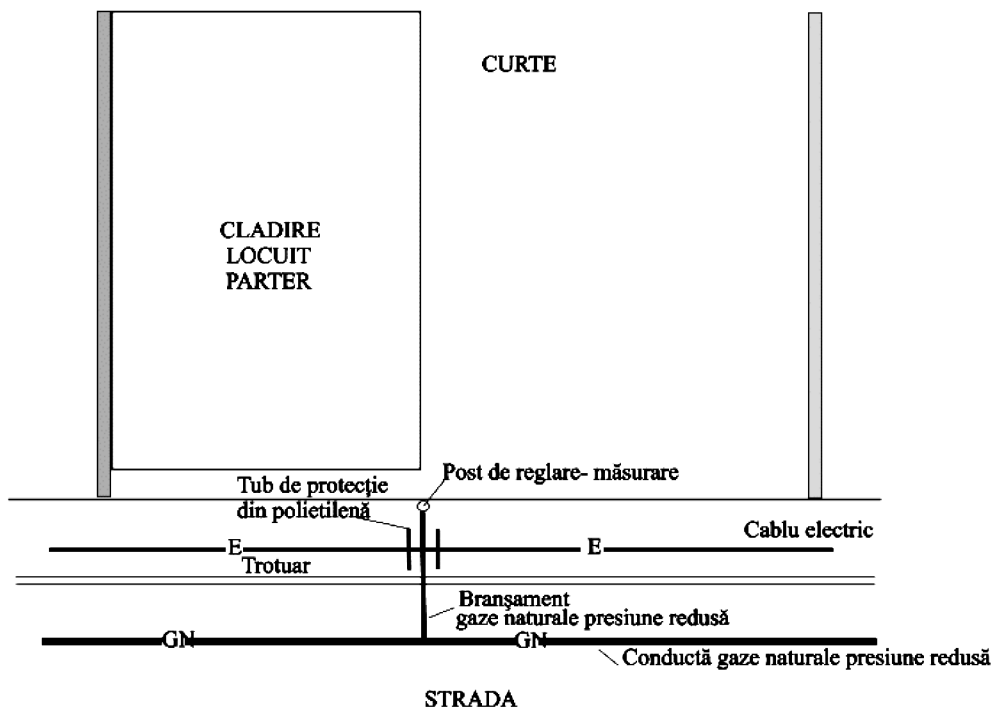 CURTE
CLADIRE
LOCUIT
PARTER
Post de reglare- măsurare
Tub de protecție
din polietilenă
Cablu electric
E
E
Trotuar
Branşament
gaze naturale presiune redusă
GN
GN
Conductă gaze naturale presiune redusă
STRADA